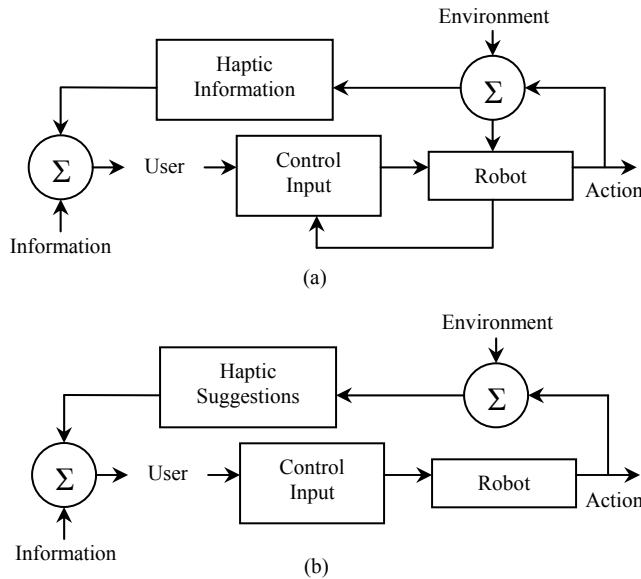 Environment
Haptic
Information
Σ
Σ
User
Control
Input
Robot
Action
Information
(a)
Environment
Haptic
Suggestions
Σ
Σ
User
Control
Input
Robot
Action
Information
(b)